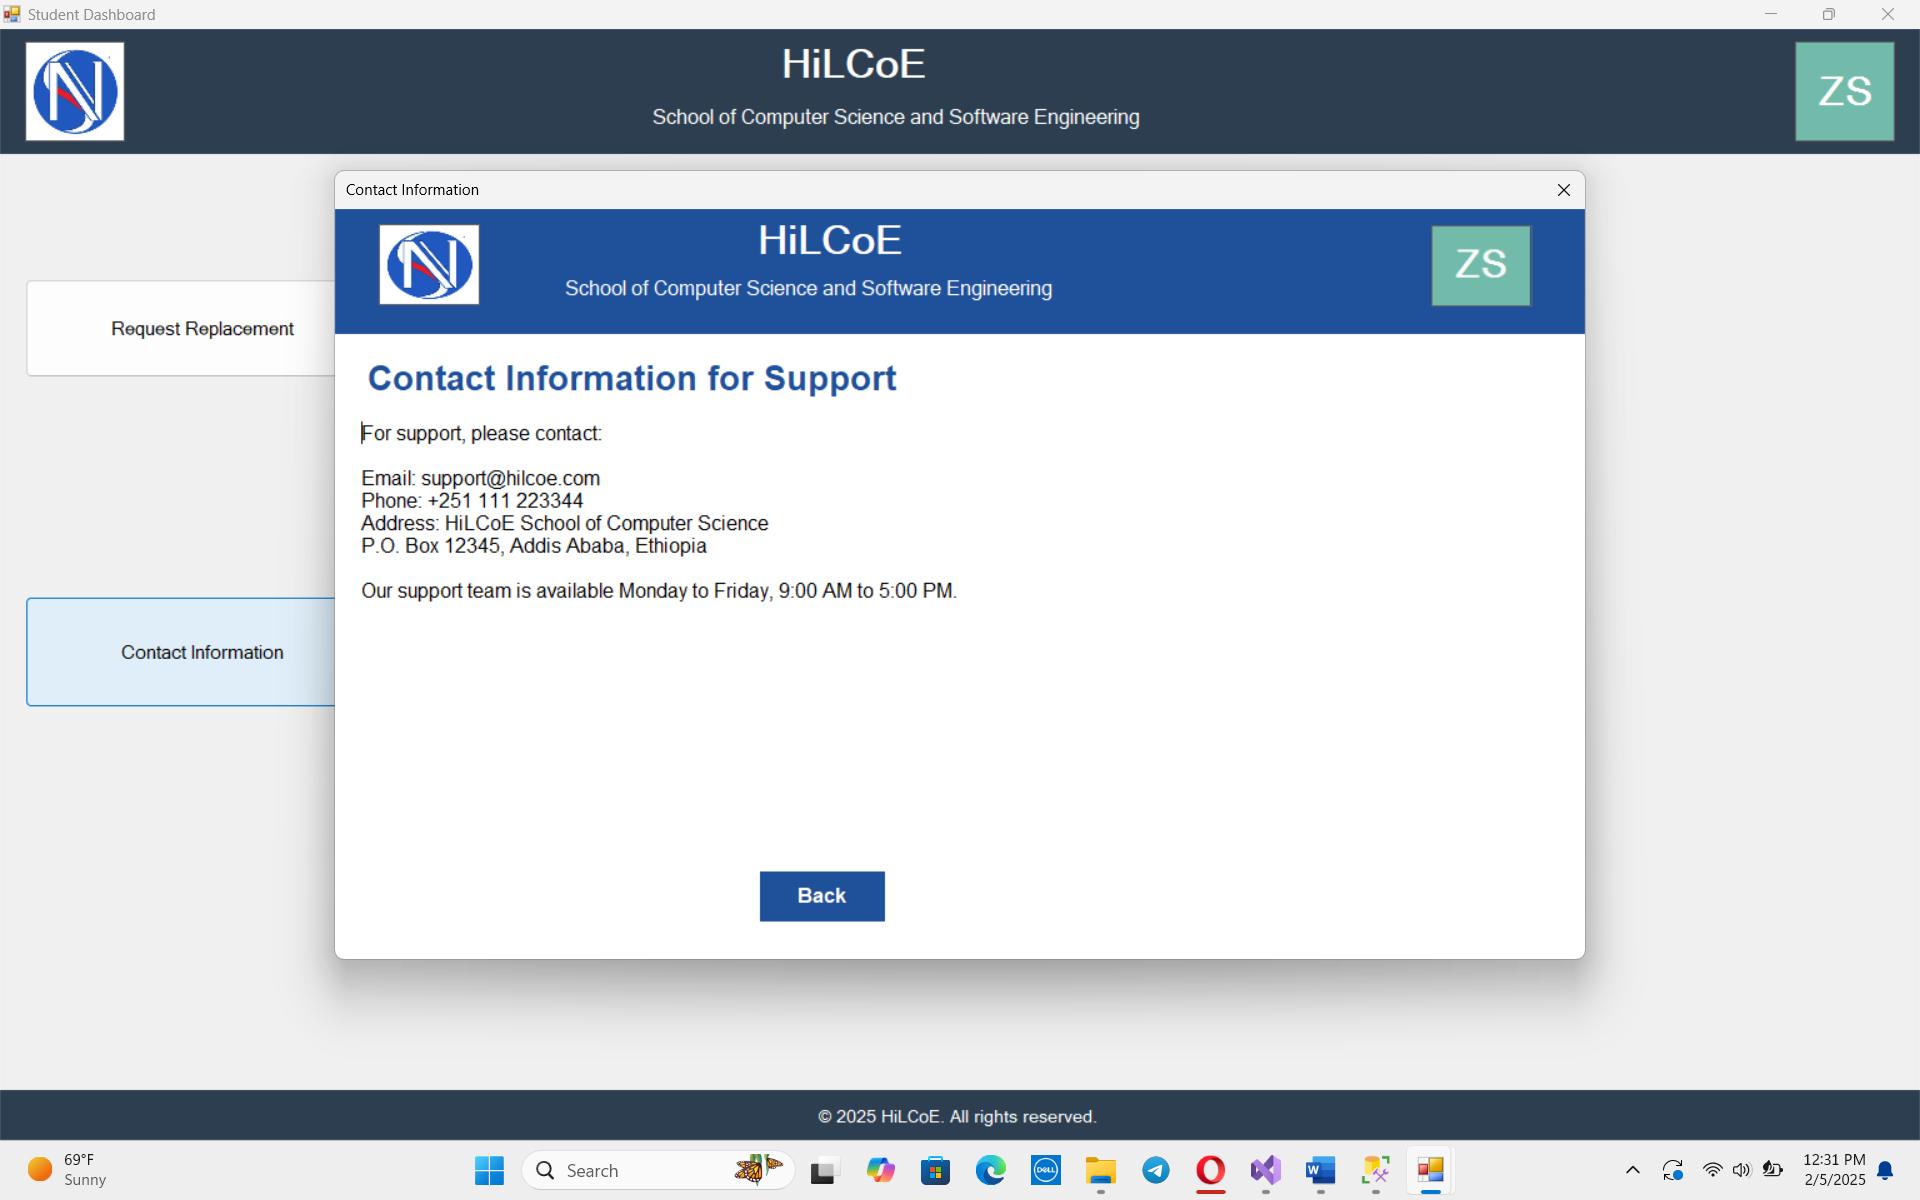 Student Dashboard
HiLCoE
School of Computer Science and Software Engineering
ZS
Contact Information
HiLCoE
School of Computer Science and Software Engineering
ZS
Request Replacement
Contact Information for Support
For support, please contact:
Email: support@hilcoe.com
Phone: +251 111 223344
Address: HiLCoE School of Computer Science
P.O. Box 12345, Addis Ababa, Ethiopia
Our support team is available Monday to Friday, 9:00 AM to 5:00 PM.
Contact Information
Back
© 2025 HiLCoE. All rights reserved.
69°F
Sunny
Search
DELL
W
12:31 PM
2/5/2025